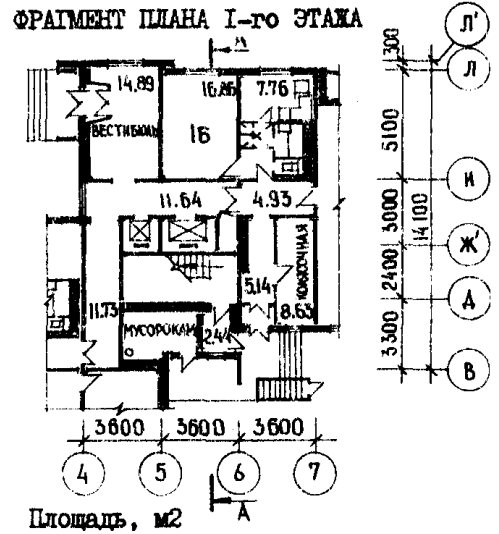 ФРАГМЕНТ ПЛАНА I-го ЭТАЖА
А
Л'
300
Л
14.89
16.86
7.76
ВЕСТИБЮЛЬ
1Б
5100
И
11.64
4.93
3000
14100
Ж'
КОЛЯСОЧНАЯ
2400
5.14
Д
11.73
МУСОРОКАМ
2.44
8.63
3300
В
3600
3600
3600
4
5
6
7
А
Площадь, м2